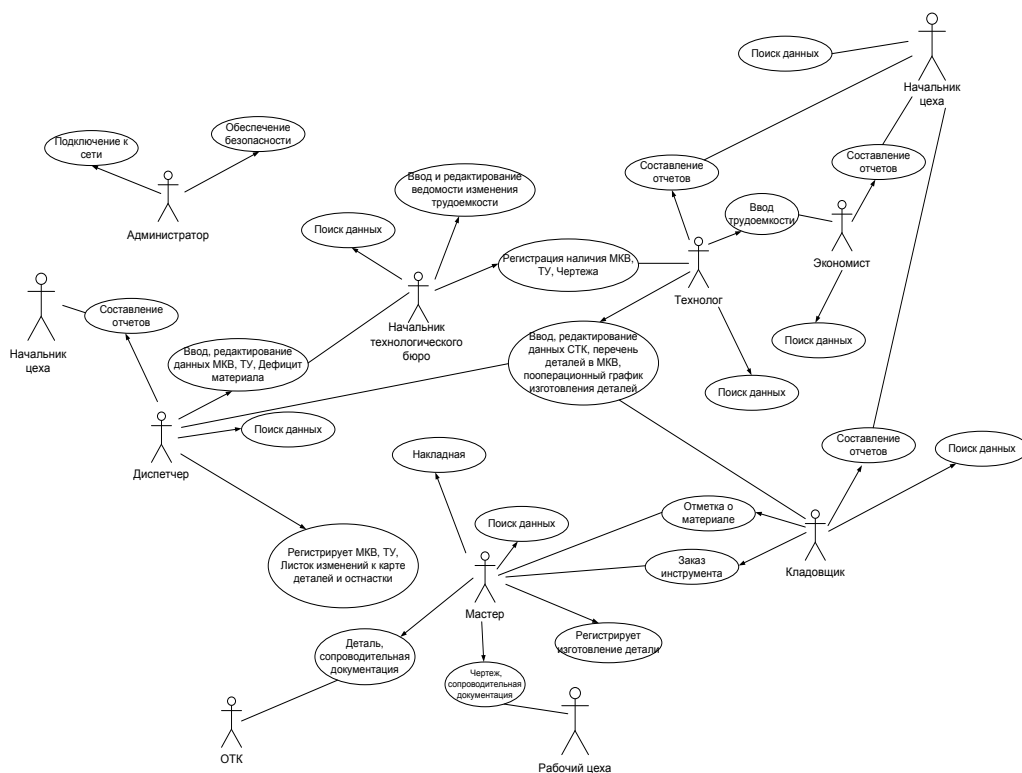 Поиск данных
Начальник
цеха
Обеспечение
безопасности
Подключение к
сети
Администратор
Ввод и редактирование
ведомости изменения
трудоемкости
Составление
отчетов
Составление
отчетов
Ввод
трудоемкости
Поиск данных
Регистрация наличия МКВ,
ТУ, Чертежа
Технолог
Экономист
Начальник
цеха
Составление
отчетов
Начальник
технологического
бюро
Ввод, редактирование
данных МКВ, ТУ, Дефицит
материала
Ввод, редактирование
данных СТК, перечень
деталей в МКВ,
пооперационный график
изготовления деталей
Поиск данных
Поиск данных
Диспетчер
Поиск данных
Накладная
Составление
отчетов
Поиск данных
Регистрирует МКВ, ТУ,
Листок изменений к карте
деталей и остнастки
Поиск данных
Отметка о
материале
Заказ
инструмента
Кладовщик
Мастер
Деталь,
сопроводительная
документация
Чертеж,
сопроводительная
документация
Регистрирует
изготовление детали
ОТК
Рабочий цеха